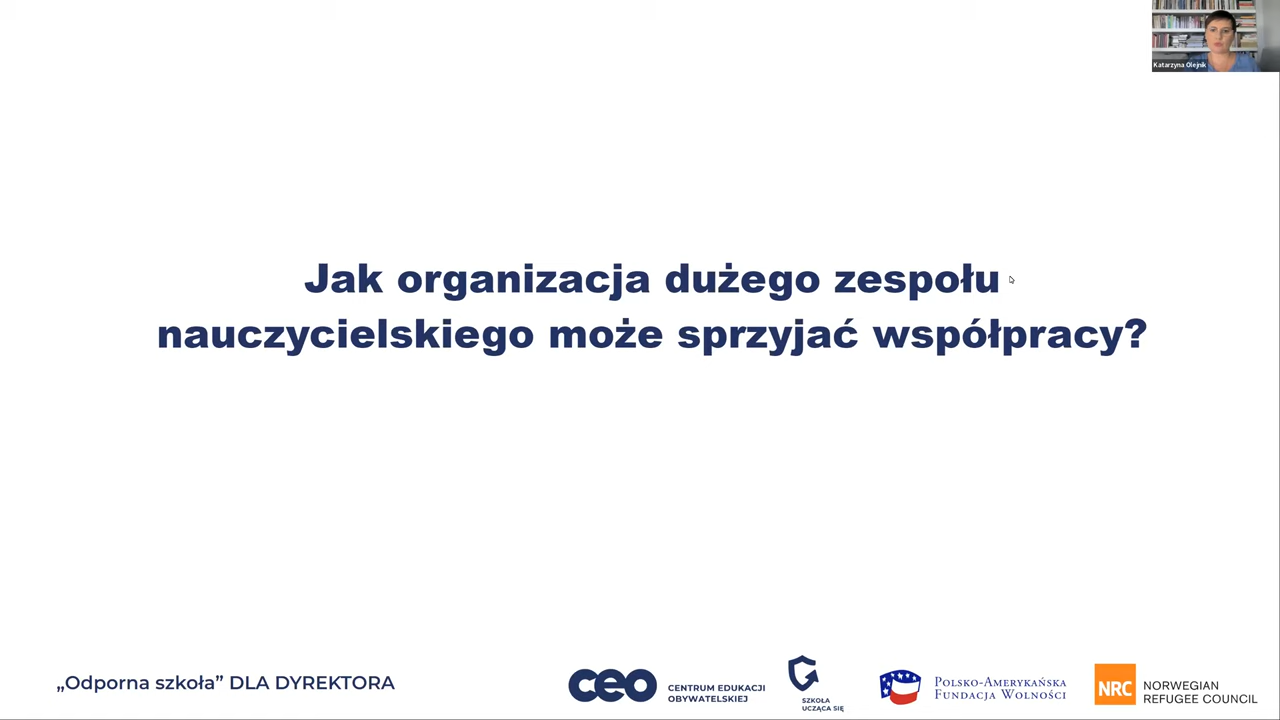 Katarzyna Olejnik
Jak organizacja dużego zespołu
nauczycielskiego może sprzyjać współpracy?
„Odporna szkoła” DLA DYREKTORA
ceo
CENTRUM EDUKACJI
OBYWATELSKIEJ
SZKOŁA
UCZĄCA SIĘ
POLSKO-AMERYKAŃSKA
FUNDACJA WOLNOŚCI
NRC
NORWEGIAN
REFUGEE COUNCIL